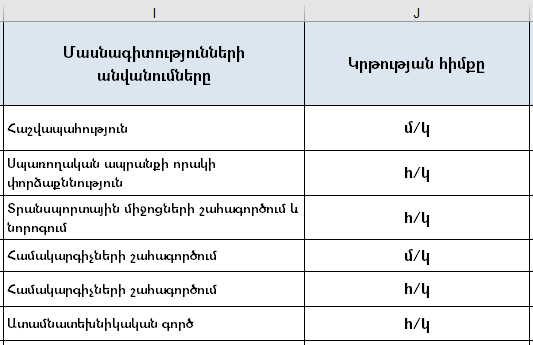 I J
Մասնագիտությունների
անվանումները
Կրթության հիմքը
Հաշվապահություն
մ/կ
Սպառողական ապրանքի որակի
փորձաքննություն
հ/կ
Տրանսպորտային միջոցների շահագործում և
նորոգում
հ/կ
Համակարգիչների շահագործում
մ/կ
Համակարգիչների շահագործում
հ/կ
Ատամնատեխնիկական գործ
հ/կ